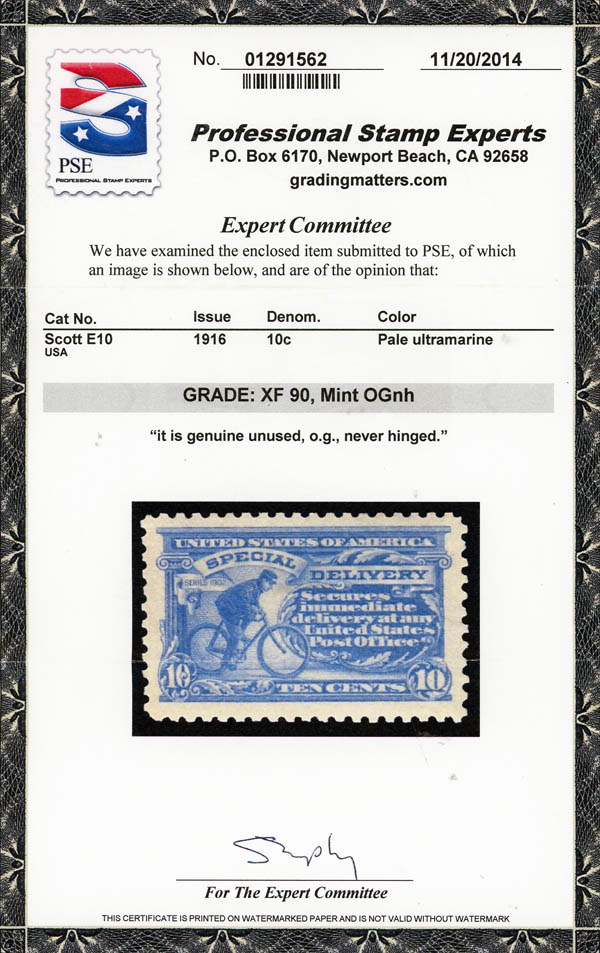 No. 01291562 11/20/2014
PSE
PROFESSIONAL STAMP EXPERTS
Professional Stamp Experts
P.O. Box 6170, Newport Beach, CA 92658
gradingmatters.com
Expert Committee
We have examined the enclosed item submitted to PSE, of which
an image is shown below, and are of the opinion that:
Cat No. Issue Denom. Color
Scott E10 1916 10c Pale ultramarine
USA
GRADE: XF 90, Mint OGnh
“it is genuine unused, o.g., never hinged.”
UNITED STATES OF AMERICA
SPECIAL DELIVERY
SERIES 1902
Secures
immediate
delivery at any
United States
Post Office
10 TEN CENTS 10
For The Expert Committee
THIS CERTIFICATE IS PRINTED ON WATERMARKED PAPER AND IS NOT VALID WITHOUT WATERMARK